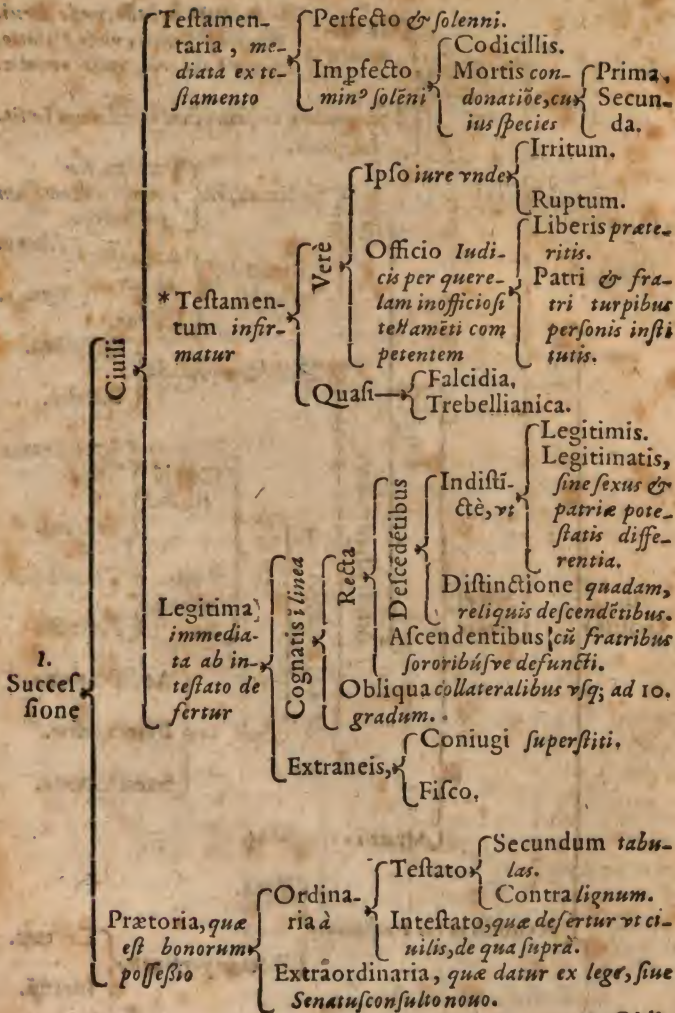 Teſtamen-
taria, me-
diata ex te-
ſtamento
Perfecto & ſolenni.
Impfecto
minꝰ ſolēni
Codicillis.
Mortis con-
donatiōe, cu
ius ſpecies
Prima,
Secun-
da.
* Teſtamen-
tum infir-
matur
Verè
Ipſo iure vnde
Irritum.
Ruptum.
Officio Iudi-
cis per quere-
lam inofficioſi
teſtamēti com
petentem
Liberis præte-
ritis.
Patri & fra-
tri turpibus
perſonis inſti
tutis.
Quaſi
Falcidia,
Trebellianica.
Ciuili
Legitima
immedia-
ta ab in-
teſtato de
fertur
Cognatis ī linea
Recta
Deſcēdētibus
Indiſtī-
ctè, vt
Legitimis.
Legitimatis,
ſine ſexus &
patriæ pote-
ſtatis diffe-
rentia.
Diſtinctione quadam,
reliquis deſcendētibus.
Aſcendentibus cū fratribus
ſororibúſve defuncti.
Obliqua collateralibus vſq; ad 10.
gradum.
Extraneis,
Coniugi ſuperſtiti.
Fiſco.
1.
Succeſ
ſione
Prætoria, quæ
eſt bonorum
poſſeßio
Ordina-
ria à
Teſtato
Secundum tabu-
las.
Contra lignum.
Inteſtato, quæ defertur vt ci-
uilis, de qua ſuprà.
Extraordinaria, quæ datur ex lege, ſiue
Senatuſconſulto nouo.